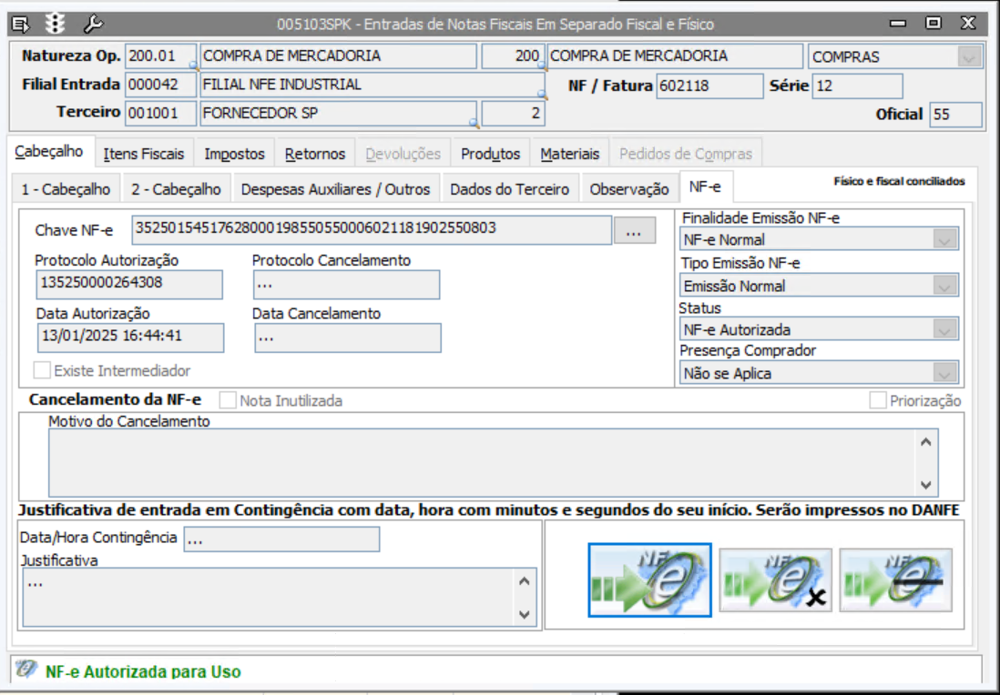 005103SPK - Entradas de Notas Fiscais Em Separado Fiscal e Físico
Natureza Op. 200.01 COMPRA DE MERCADORIA 200 COMPRA DE MERCADORIA COMPRAS
Filial Entrada 000042 FILIAL NFE INDUSTRIAL NF / Fatura 602118 Série 12
Terceiro 001001 FORNECEDOR SP 2 Oficial 55
Cabeçalho Itens Fiscais Impostos Retornos Devoluções Produtos Materiais Pedidos de Compras
1 - Cabeçalho 2 - Cabeçalho Despesas Auxiliares / Outros Dados do Terceiro Observação NF-e Físico e fiscal conciliados
Chave NF-e 35250154517628000198550550006021181902550803 ...
Finalidade Emissão NF-e
NF-e Normal
Protocolo Autorização Protocolo Cancelamento Tipo Emissão NF-e
135250000264308 ... Emissão Normal
Data Autorização Data Cancelamento Status
13/01/2025 16:44:41 ... NF-e Autorizada
Presença Comprador
Existe Intermediador Não se Aplica
Cancelamento da NF-e Nota Inutilizada Priorização
Motivo do Cancelamento
Justificativa de entrada em Contingência com data, hora com minutos e segundos do seu início. Serão impressos no DANFE
Data/Hora Contingência ...
Justificativa
...
NF e NF e x NF e
NF-e Autorizada para Uso